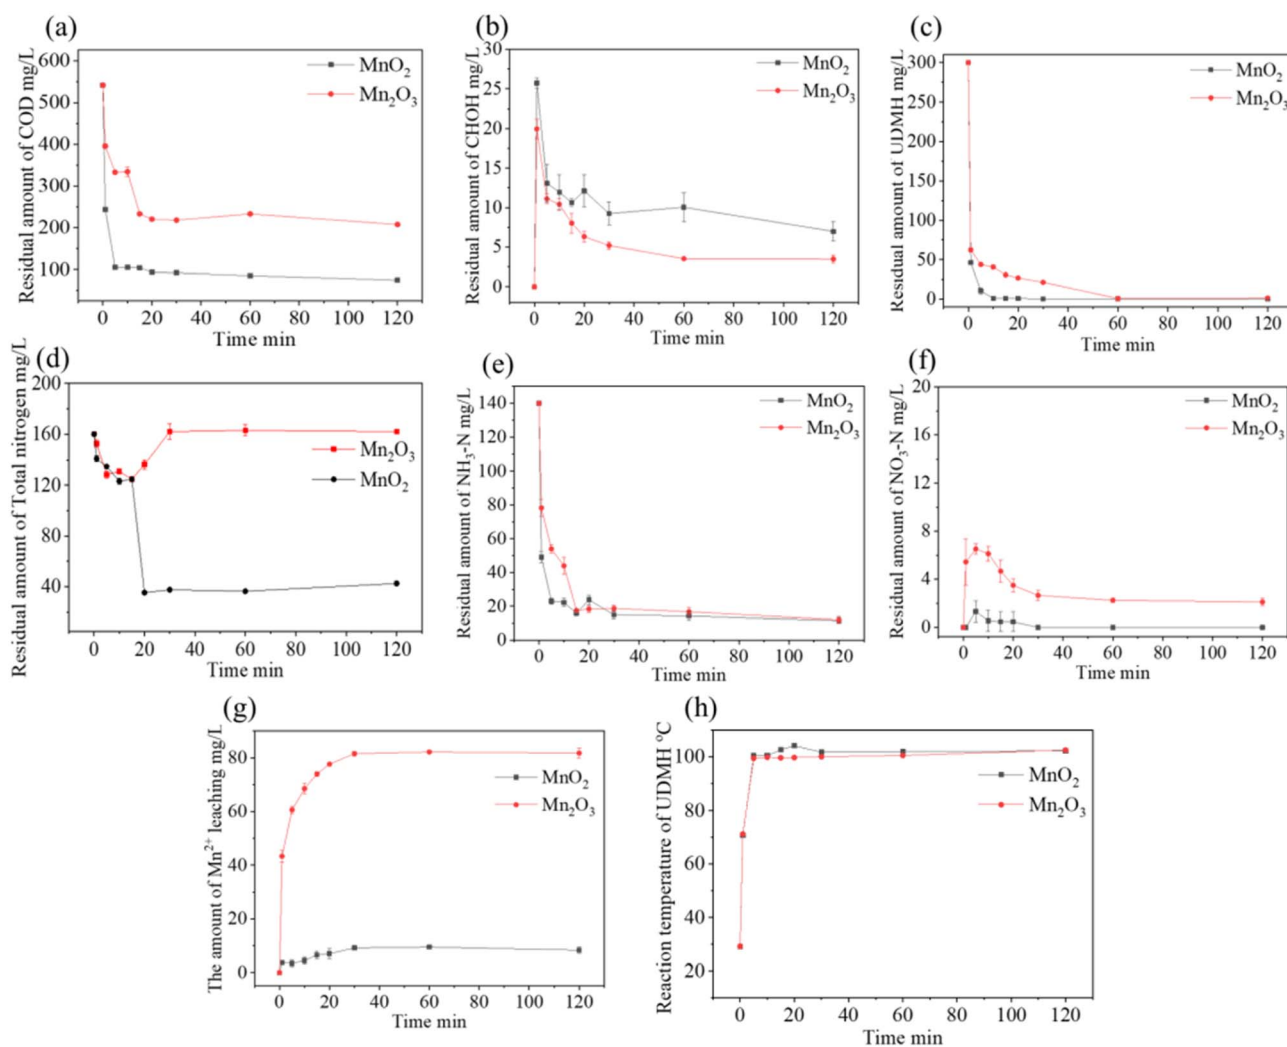 (a)
Residual amount of COD mg/L
600
500
400
300
200
100
MnO₂
Mn₂O₃
0 20 40 60 80 100 120
Time min
(b)
Residual amount of CHOH mg/L
30
25
20
15
10
5
0
MnO₂
Mn₂O₃
0 20 40 60 80 100 120
Time min
(c)
Residual amount of UDMH mg/L
300
250
200
150
100
50
0
MnO₂
Mn₂O₃
0 20 40 60 80 100 120
Time min
(d)
Residual amount of Total nitrogen mg/L
200
160
120
80
40
Mn₂O₃
MnO₂
0 20 40 60 80 100 120
Time min
(e)
Residual amount of NH₃-N mg/L
140
120
100
80
60
40
20
0
MnO₂
Mn₂O₃
0 20 40 60 80 100 120
Time min
(f)
Residual amount of NO₃-N mg/L
20
16
12
8
4
0
MnO₂
Mn₂O₃
0 20 40 60 80 100 120
Time min
(g)
The amount of Mn²⁺ leaching mg/L
80
60
40
20
0
MnO₂
Mn₂O₃
0 20 40 60 80 100 120
Time min
(h)
Reaction temperature of UDMH °C
100
80
60
40
20
MnO₂
Mn₂O₃
0 20 40 60 80 100 120
Time min